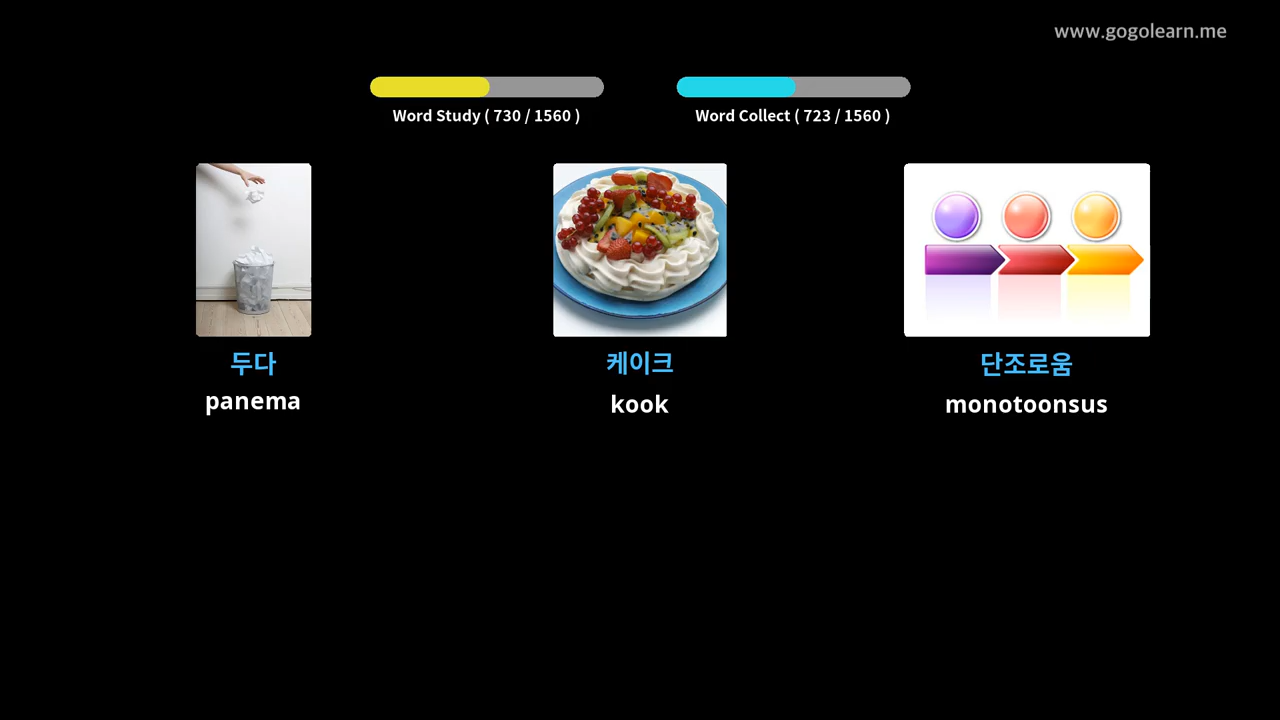 www.gogolearn.me
Word Study ( 730 / 1560 )
Word Collect ( 723 / 1560 )
두다
케이크
단조로움
panema
kook
monotoonsus